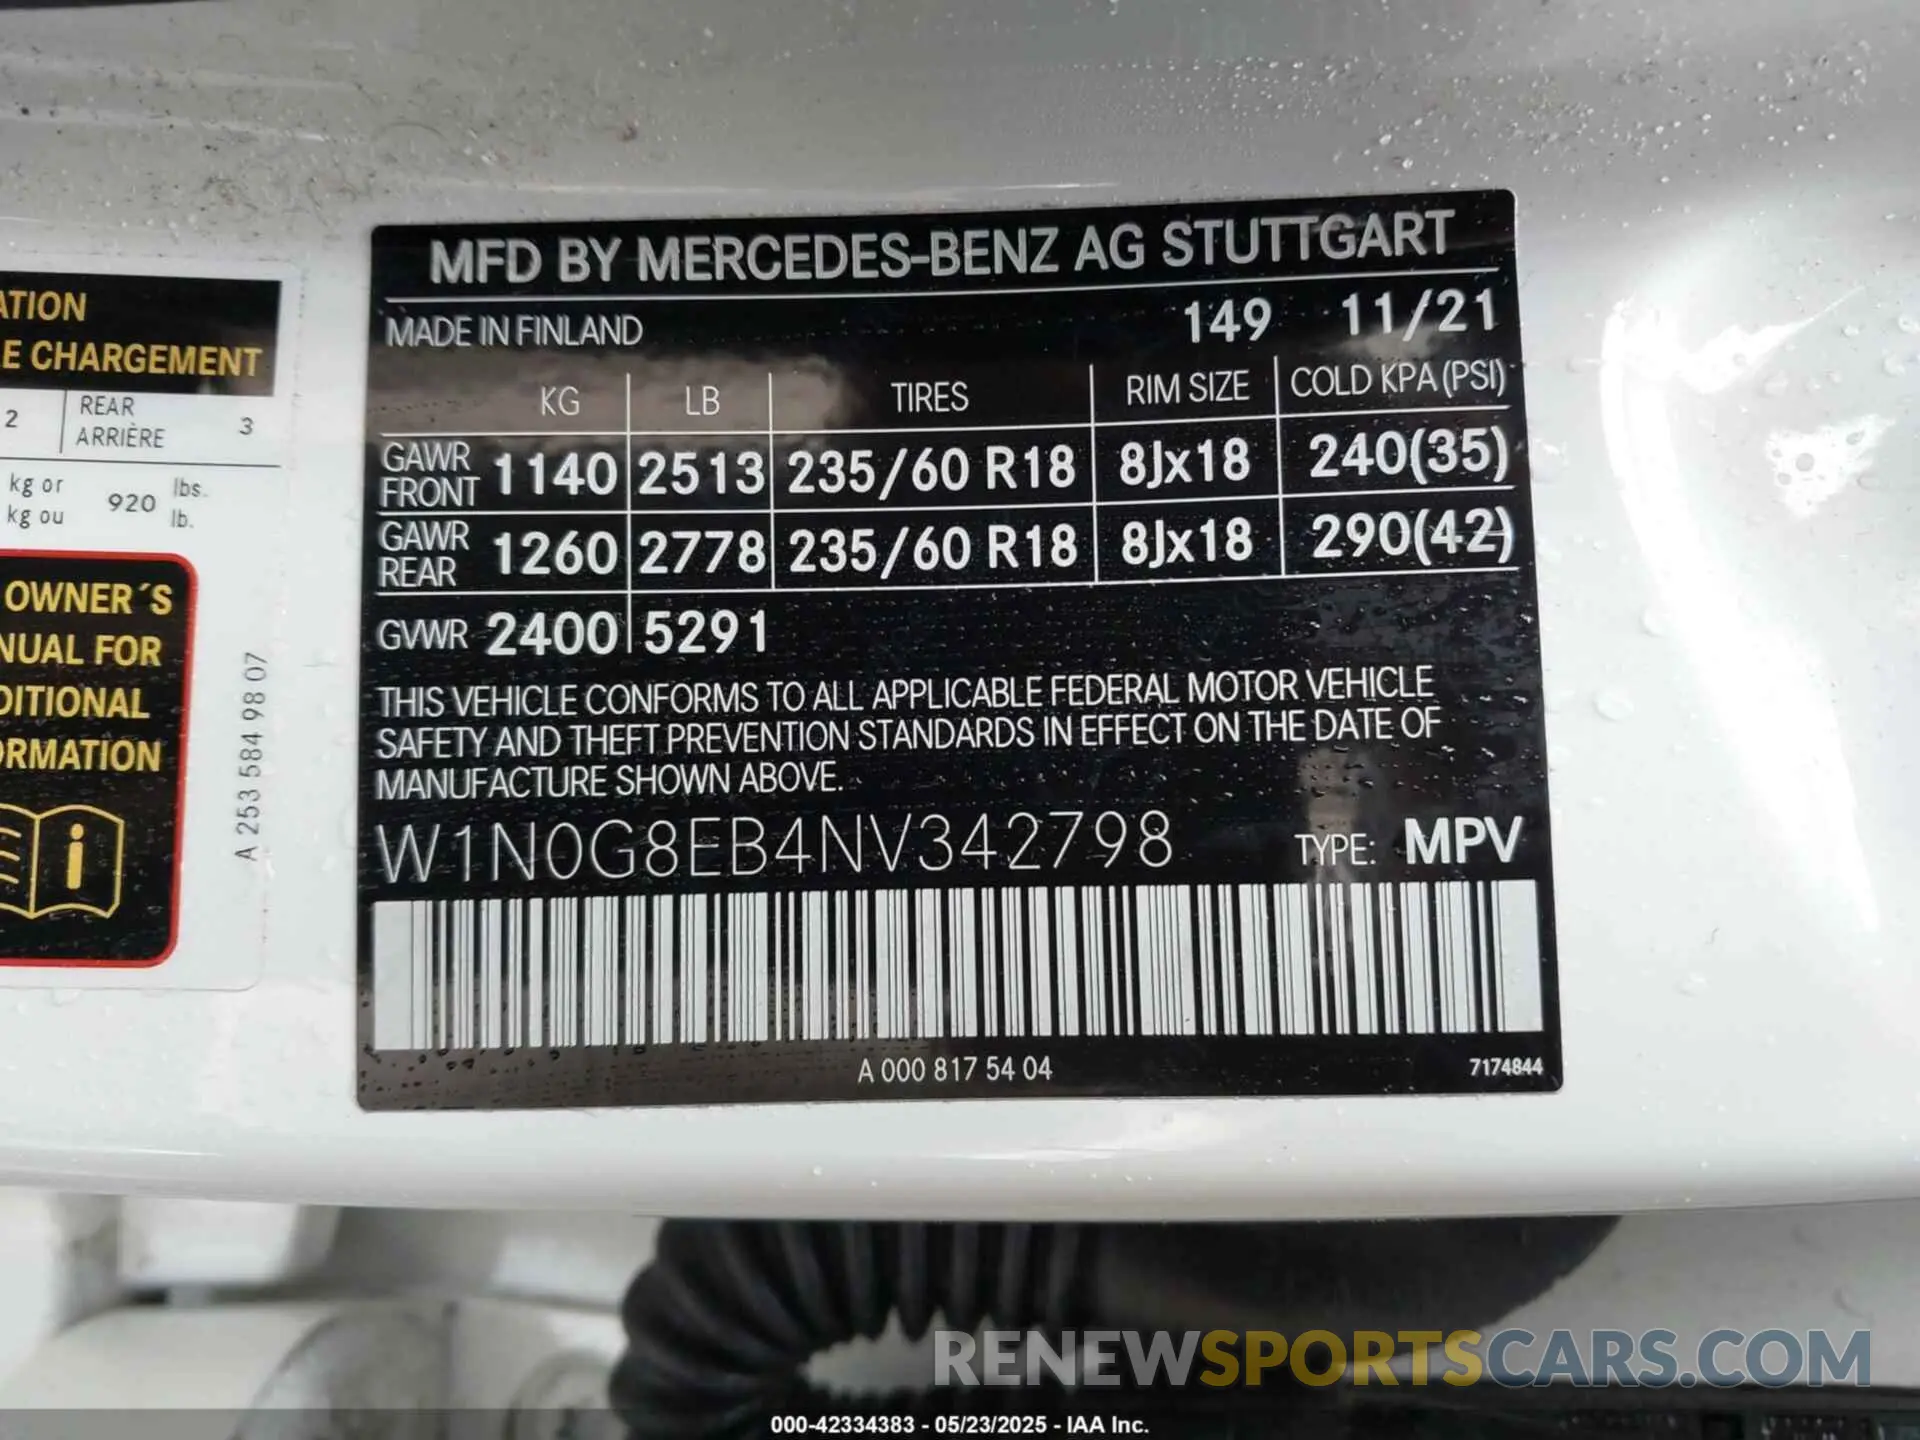 ATION
E CHARGEMENT
2 REAR ARRIÈRE 3
kg or 920 lbs.
kg ou lb.
OWNER´S
NUAL FOR
DITIONAL
ORMATION
A 253 584 98 07
MFD BY MERCEDES-BENZ AG STUTTGART
MADE IN FINLAND 149 11/21
KG LB TIRES RIM SIZE COLD KPA (PSI)
GAWR FRONT 1140 2513 235/60 R18 8Jx18 240(35)
GAWR REAR 1260 2778 235/60 R18 8Jx18 290(42)
GVWR 2400 5291
THIS VEHICLE CONFORMS TO ALL APPLICABLE FEDERAL MOTOR VEHICLE
SAFETY AND THEFT PREVENTION STANDARDS IN EFFECT ON THE DATE OF
MANUFACTURE SHOWN ABOVE.
W1N0G8EB4NV342798 TYPE: MPV
A 000 817 54 04 7174844
RENEWSPORTSCARS.COM
000-42334383 - 05/23/2025 - IAA Inc.